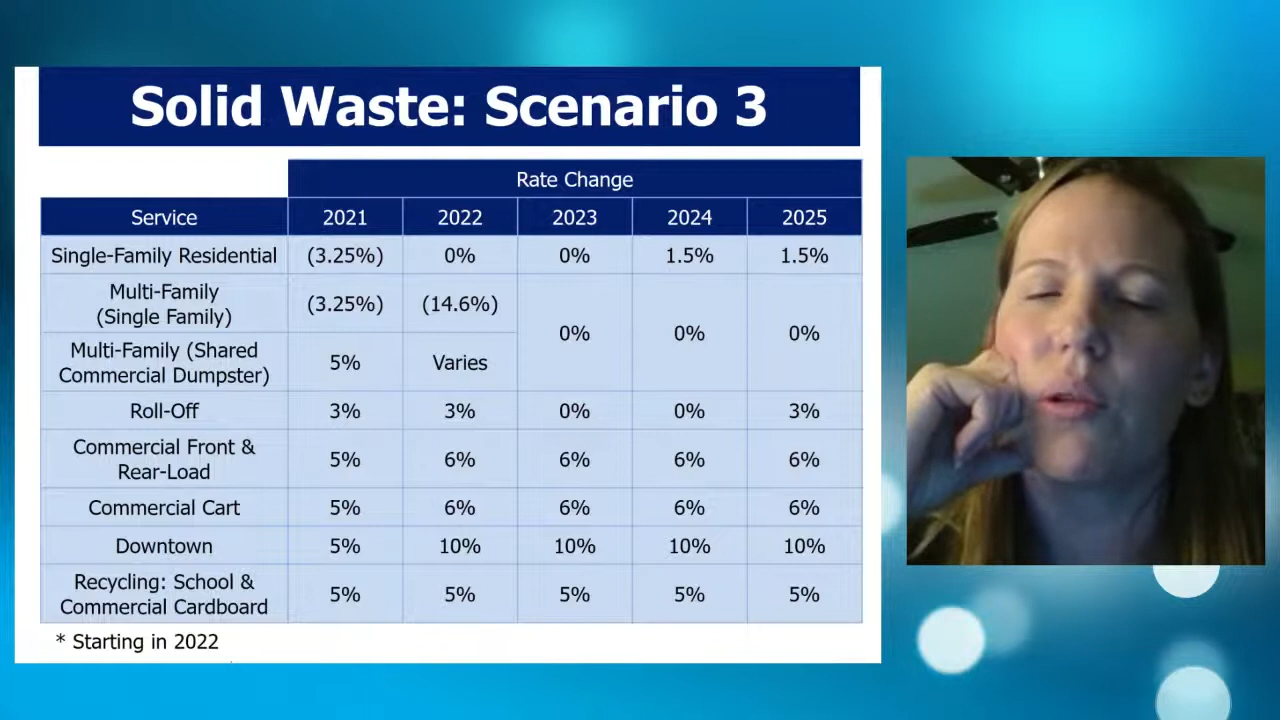 Solid Waste: Scenario 3
Rate Change
Service 2021 2022 2023 2024 2025
Single-Family Residential (3.25%) 0% 0% 1.5% 1.5%
Multi-Family
(Single Family) (3.25%) (14.6%)
0% 0% 0%
Multi-Family (Shared
Commercial Dumpster) 5% Varies
Roll-Off 3% 3% 0% 0% 3%
Commercial Front &
Rear-Load 5% 6% 6% 6% 6%
Commercial Cart 5% 6% 6% 6% 6%
Downtown 5% 10% 10% 10% 10%
Recycling: School &
Commercial Cardboard 5% 5% 5% 5% 5%
* Starting in 2022